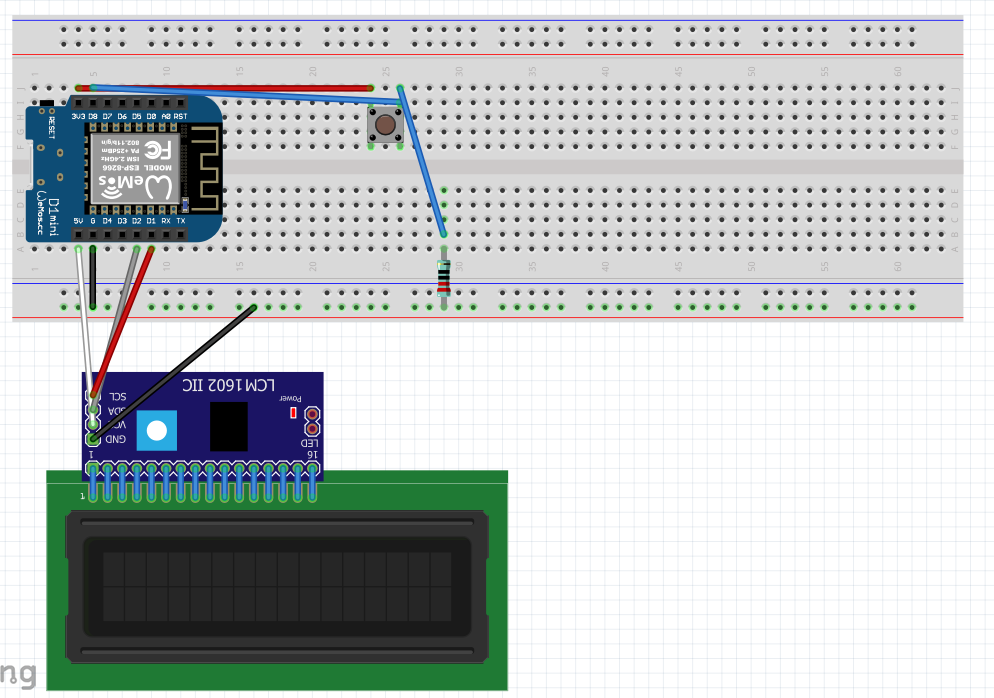 1 5 10 15 20 25 30 35 40 45 50 55 60
J
I
H
G
F
3V3 D8 D7 D6 D5 D0 A0 RST
RESET
802.11b/g/n
PA +25dBm
ISM 2.4GHz
MODEL ESP-8266
FC
WeMos
D1 mini
WeMos.cc
5V G D4 D3 D2 D1 RX TX
E
D
C
B
A
1 10 15 20 25 30 35 40 45 50 55 60
LCM1602 IIC
SCL
SDA
VCC
GND
Power
LED
1 16
1
ng